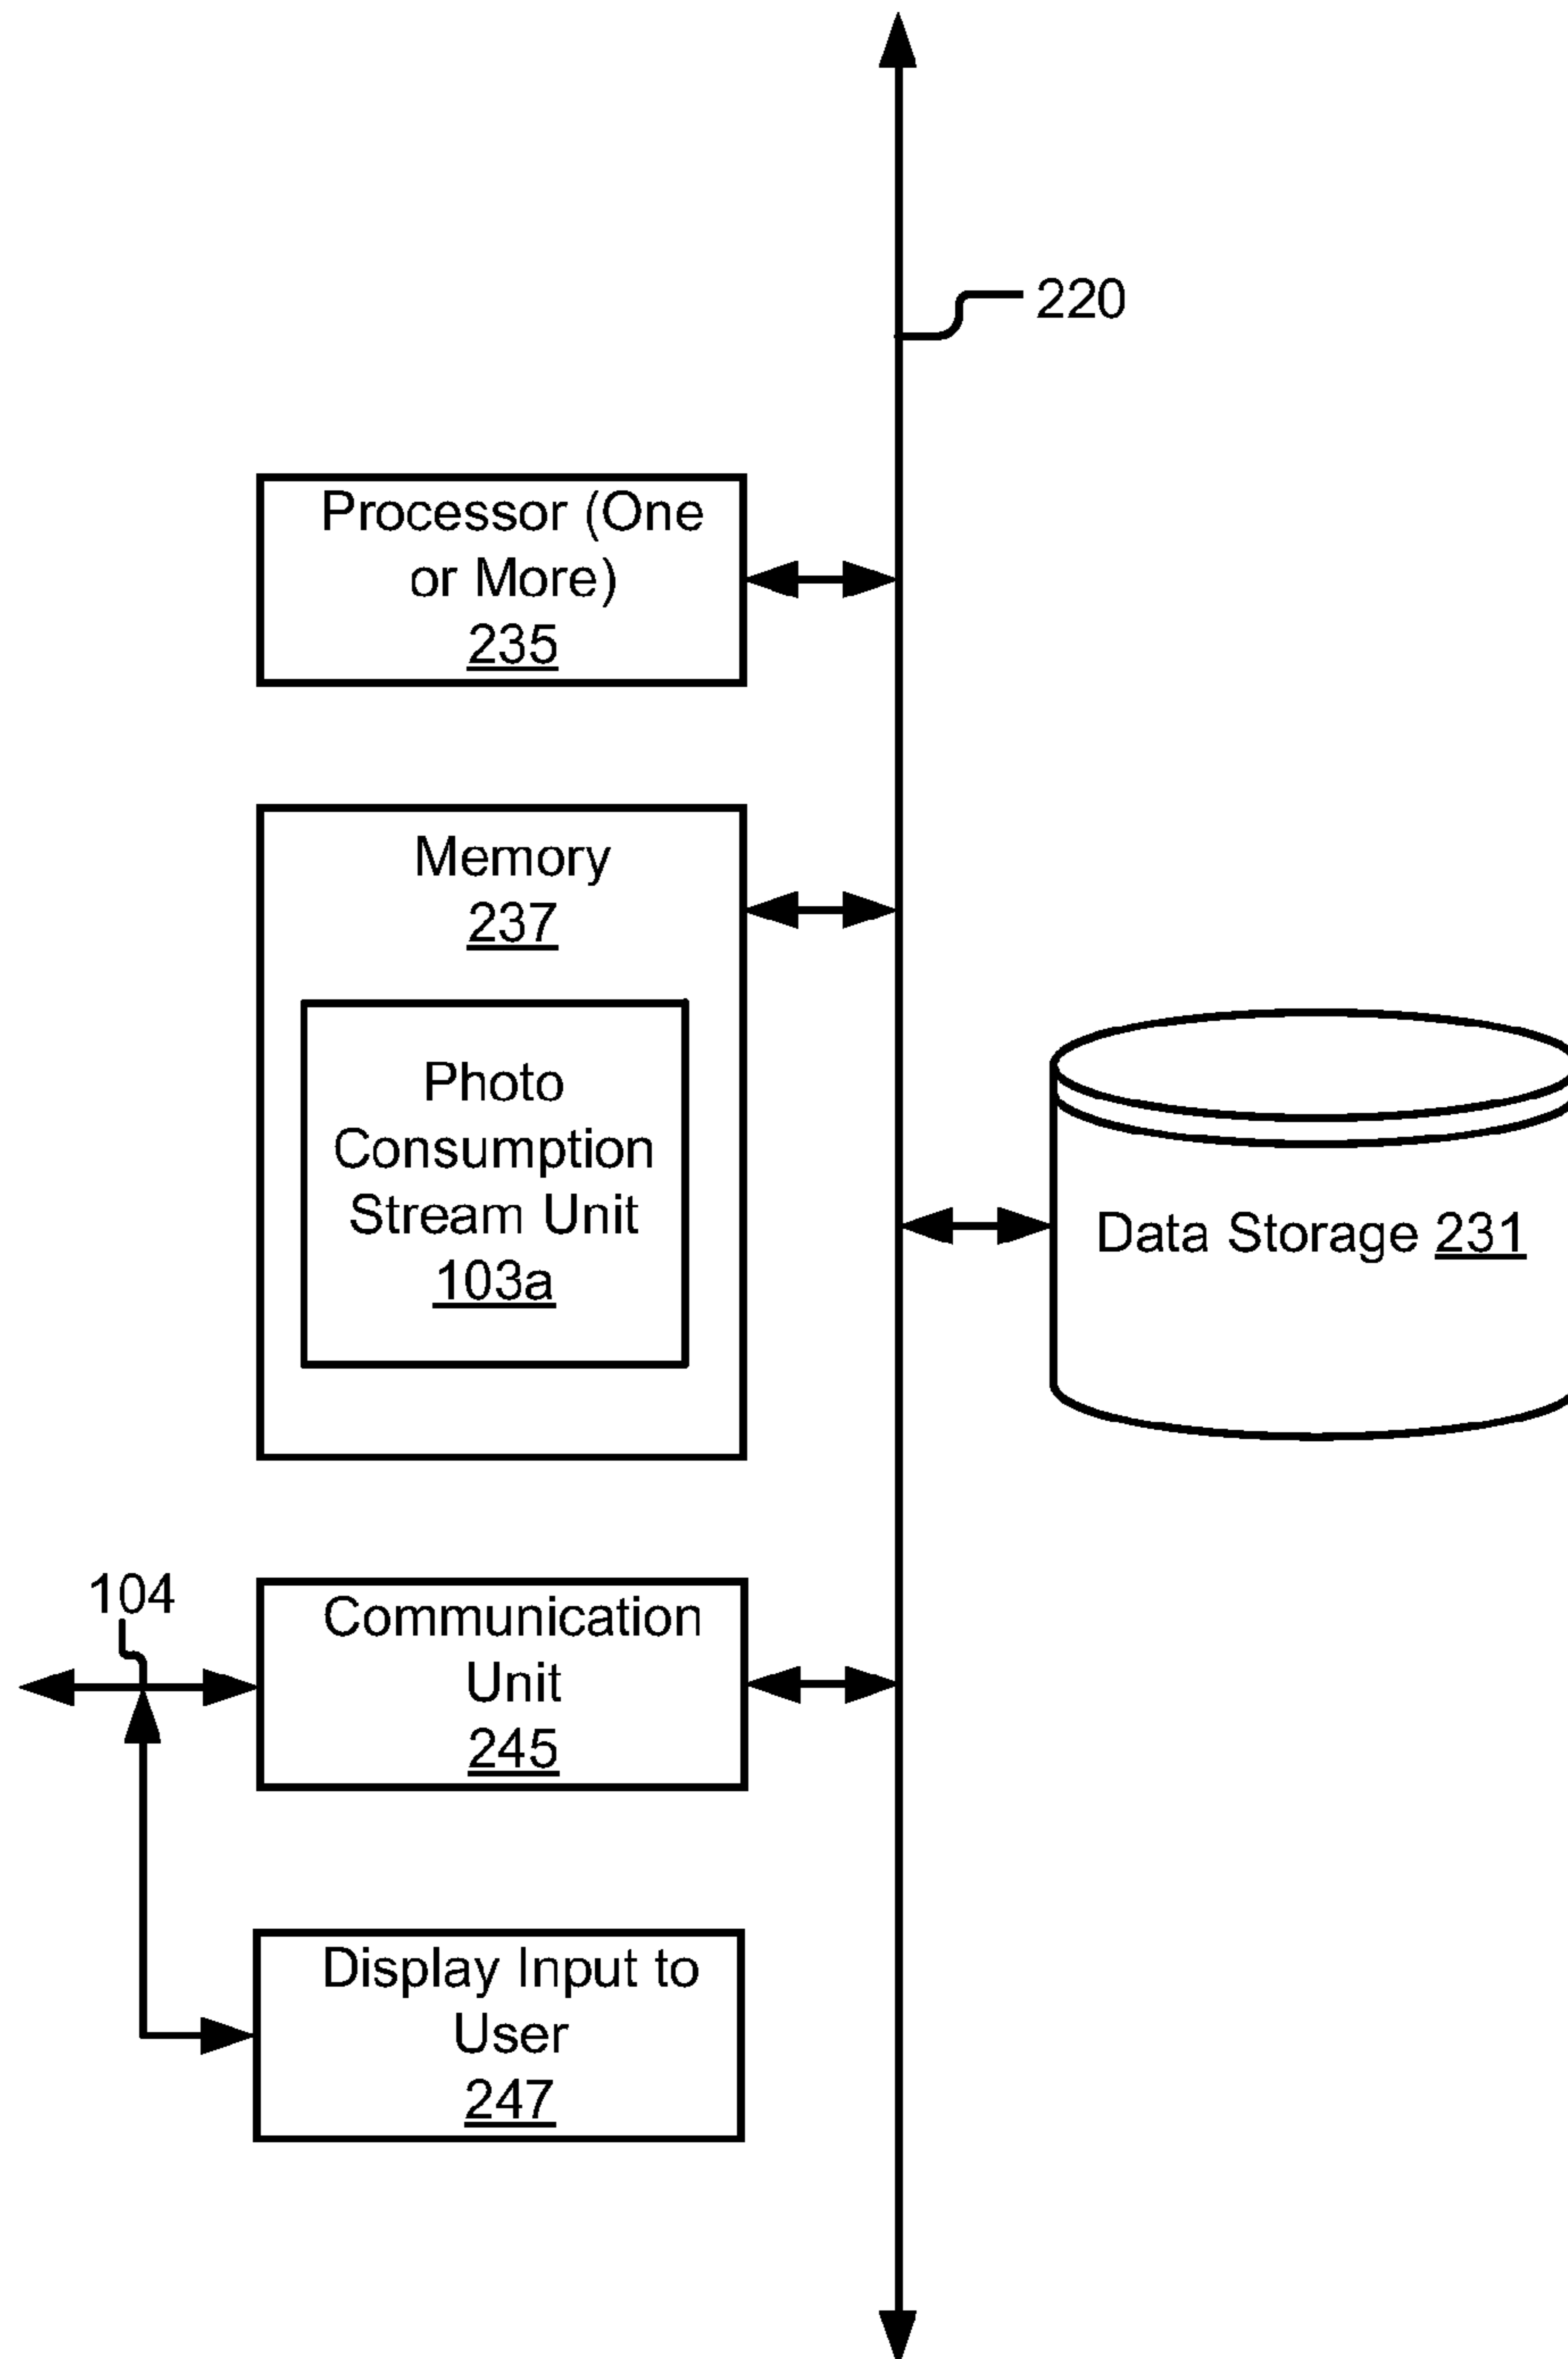 220
Processor (One
or More)
235
Memory
237
Photo
Consumption
Stream Unit
103a
Data Storage 231
104
Communication
Unit
245
Display Input to
User
247